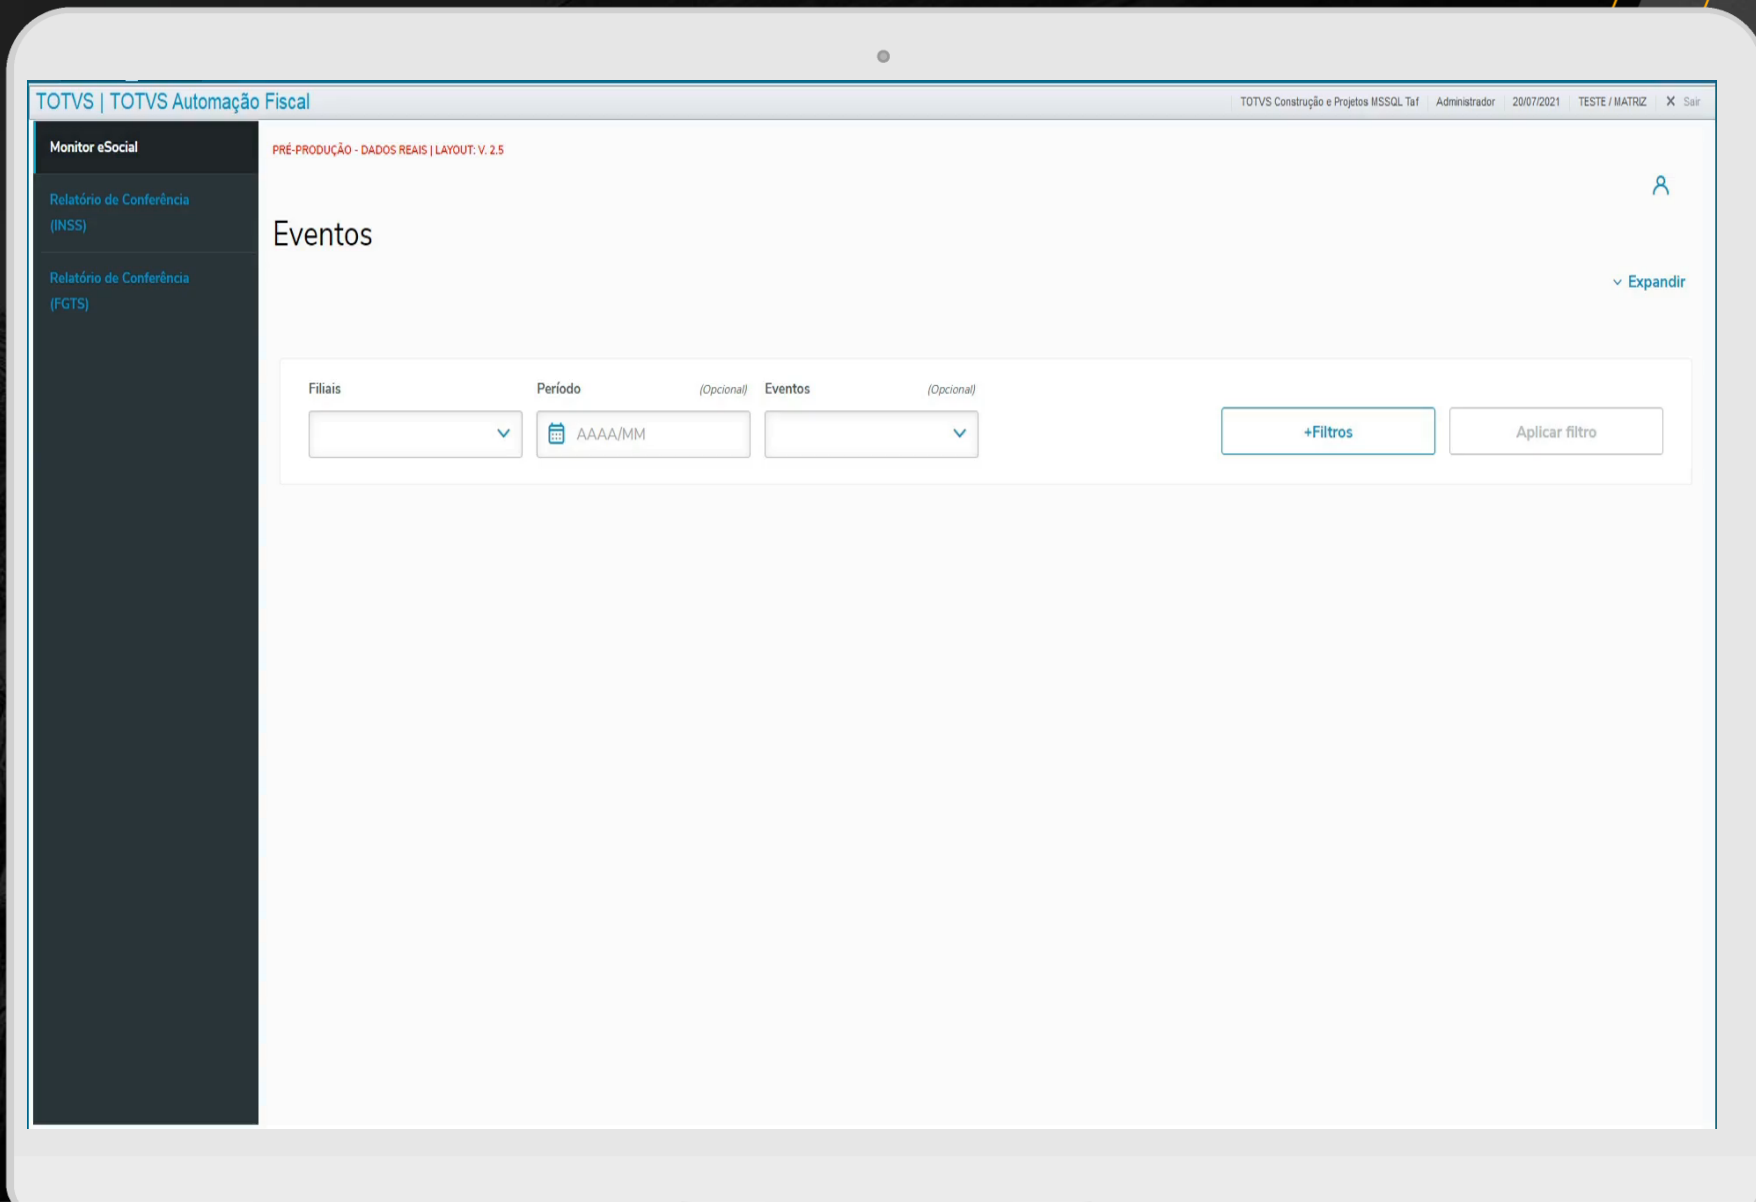 TOTVS | TOTVS Automação Fiscal
TOTVS Construção e Projetos MSSQL Taf Administrador 20/07/2021 TESTE / MATRIZ X Sair
Monitor eSocial
Relatório de Conferência
(INSS)
Relatório de Conferência
(FGTS)
PRÉ-PRODUÇÃO - DADOS REAIS | LAYOUT: V. 2.5
Eventos
Expandir
Filiais Período (Opcional) Eventos (Opcional)
AAAA/MM
+Filtros Aplicar filtro